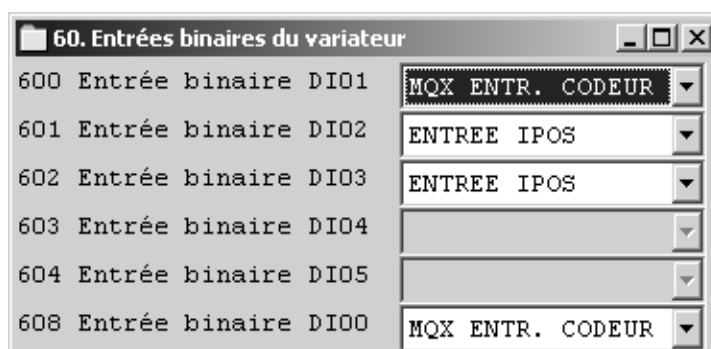 60. Entrées binaires du variateur
600 Entrée binaire DI01 MQX ENTR. CODEUR
601 Entrée binaire DI02 ENTREE IPOS
602 Entrée binaire DI03 ENTREE IPOS
603 Entrée binaire DI04
604 Entrée binaire DI05
608 Entrée binaire DI00 MQX ENTR. CODEUR